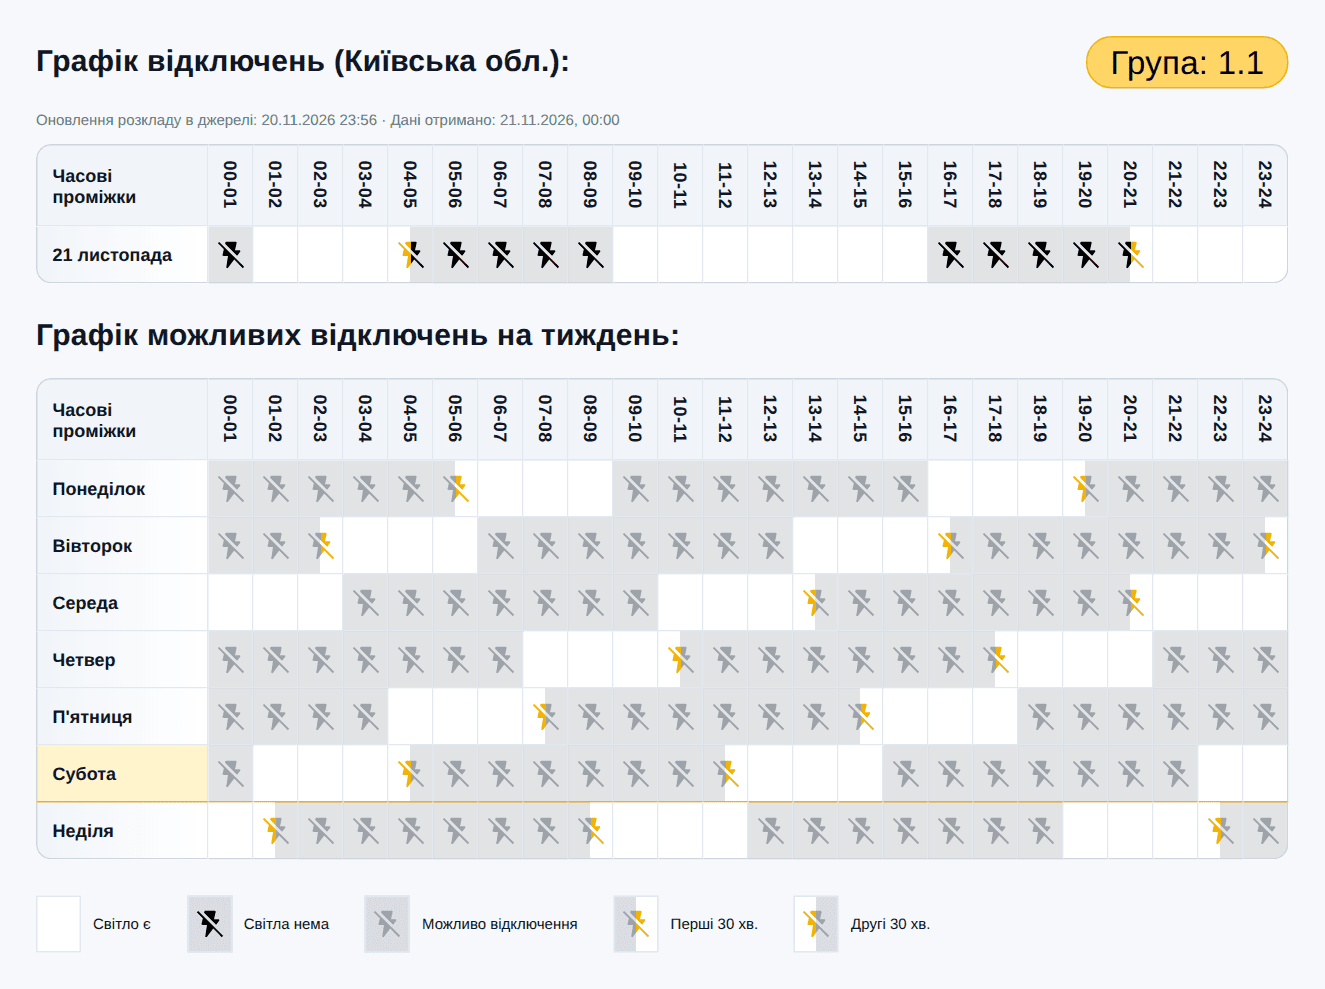 Графік відключень (Київська обл.):
Група: 1.1
Оновлення розкладу в джерелі: 20.11.2026 23:56 · Дані отримано: 21.11.2026, 00:00
Часові проміжки 00-01 01-02 02-03 03-04 04-05 05-06 06-07 07-08 08-09 09-10 10-11 11-12 12-13 13-14 14-15 15-16 16-17 17-18 18-19 19-20 20-21 21-22 22-23 23-24
21 листопада
Графік можливих відключень на тиждень:
Часові проміжки 00-01 01-02 02-03 03-04 04-05 05-06 06-07 07-08 08-09 09-10 10-11 11-12 12-13 13-14 14-15 15-16 16-17 17-18 18-19 19-20 20-21 21-22 22-23 23-24
Понеділок
Вівторок
Середа
Четвер
П'ятниця
Субота
Неділя
Світло є Світла нема Можливо відключення Перші 30 хв. Другі 30 хв.